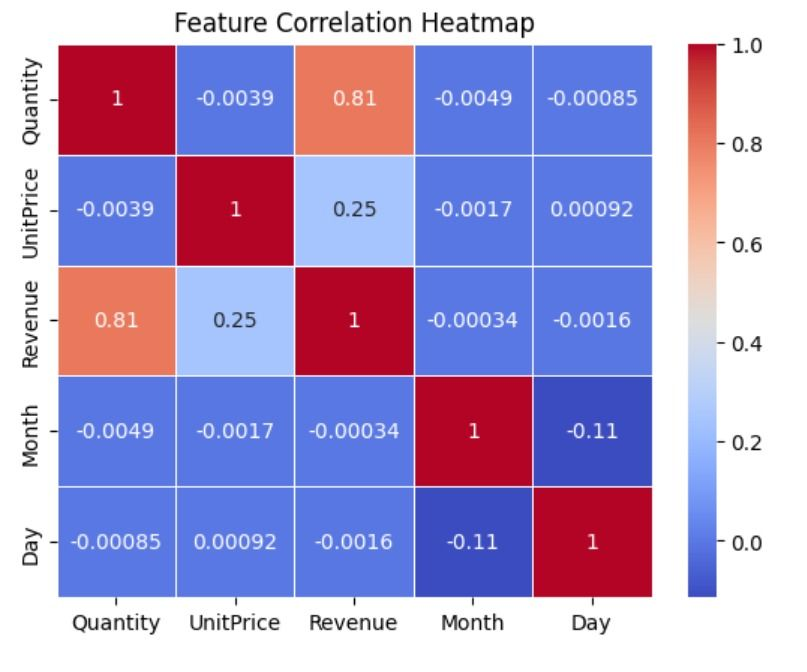 Feature Correlation Heatmap
Quantity 1 -0.0039 0.81 -0.0049 -0.00085
UnitPrice -0.0039 1 0.25 -0.0017 0.00092
Revenue 0.81 0.25 1 -0.00034 -0.0016
Month -0.0049 -0.0017 -0.00034 1 -0.11
Day -0.00085 0.00092 -0.0016 -0.11 1
Quantity UnitPrice Revenue Month Day
1.0
0.8
0.6
0.4
0.2
0.0